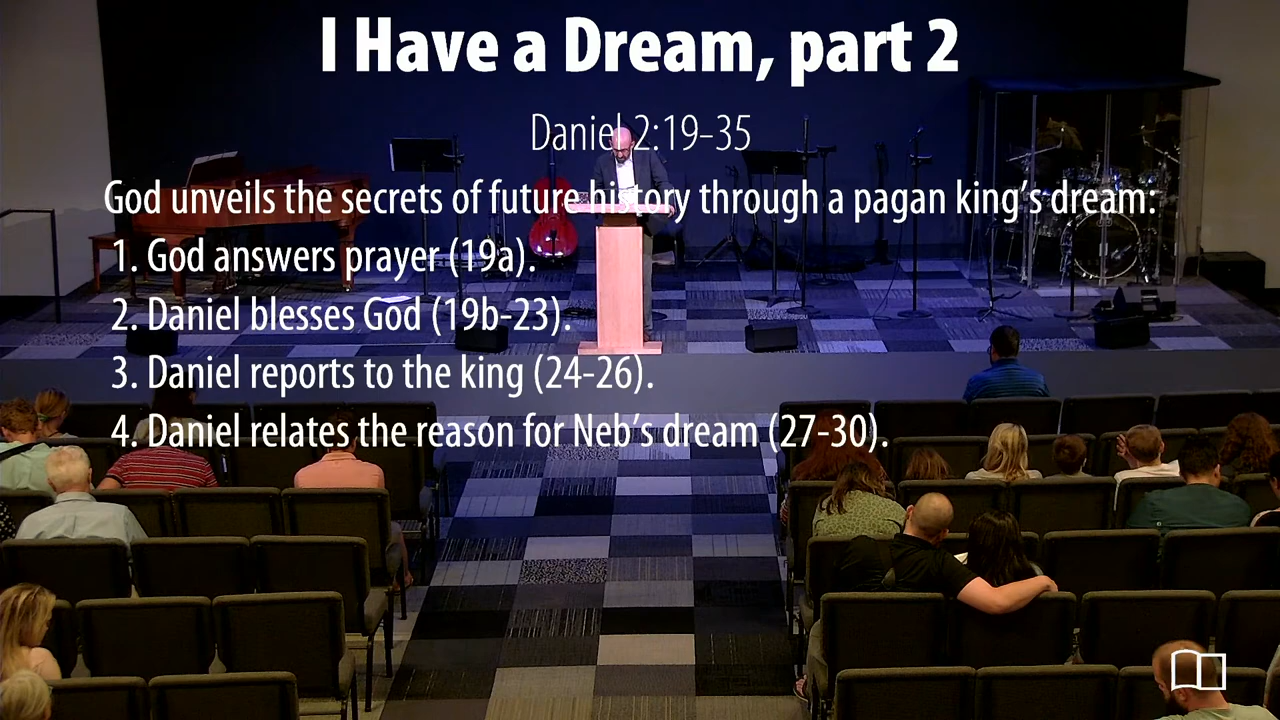 I Have a Dream, part 2
Daniel 2:19-35
God unveils the secrets of future history through a pagan king's dream:
1. God answers prayer (19a).
2. Daniel blesses God (19b-23).
3. Daniel reports to the king (24-26).
4. Daniel relates the reason for Neb's dream (27-30).